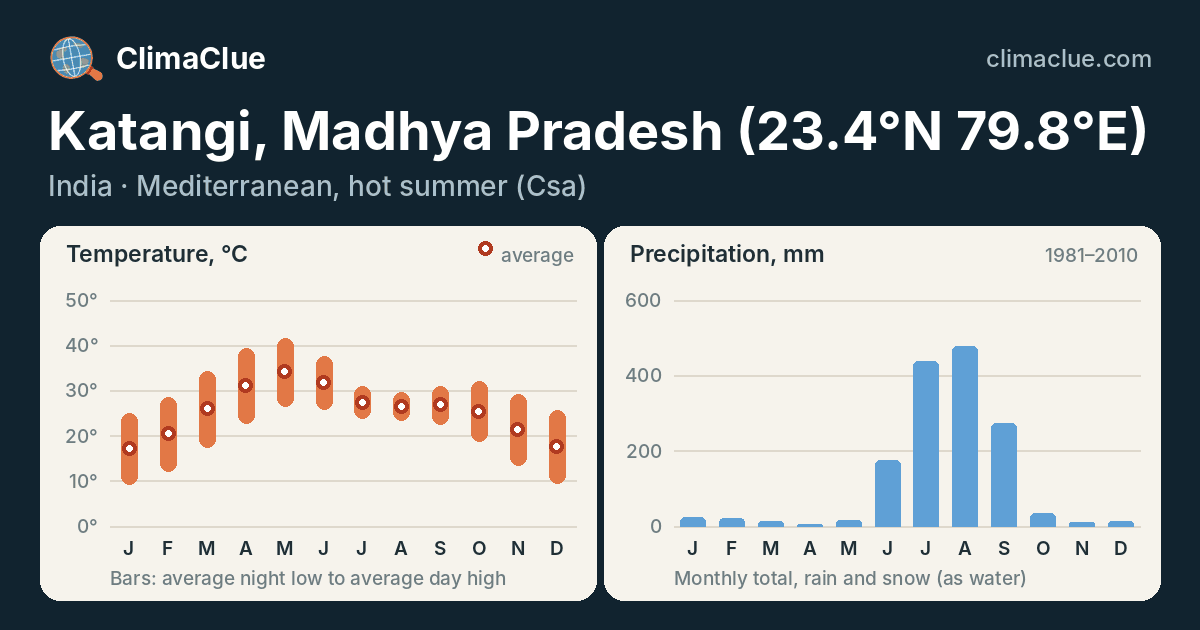 ClimaClue
climaclue.com
Katangi, Madhya Pradesh (23.4°N 79.8°E)
India · Mediterranean, hot summer (Csa)
Temperature, °C
average
50°
40°
30°
20°
10°
0°
J F M A M J J A S O N D
Bars: average night low to average day high
Precipitation, mm
1981–2010
600
400
200
0
J F M A M J J A S O N D
Monthly total, rain and snow (as water)